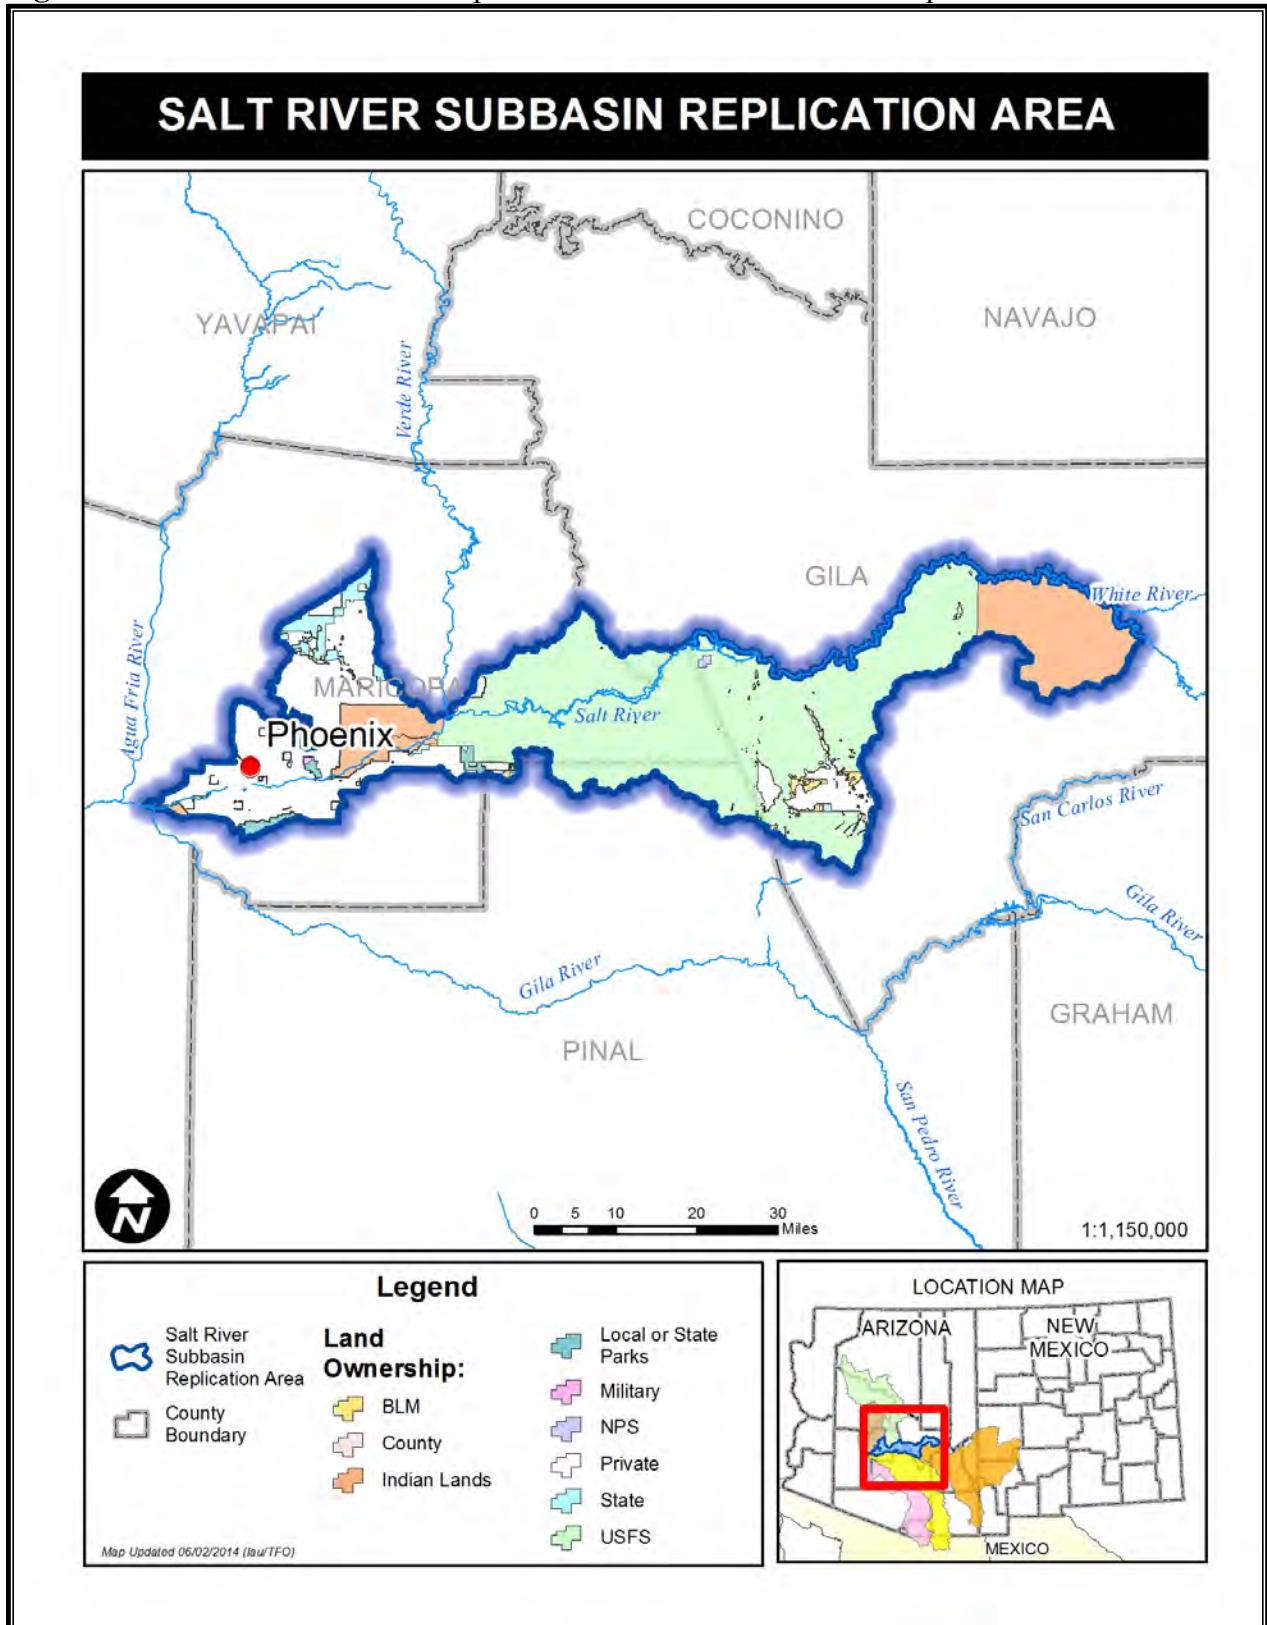 SALT RIVER SUBBASIN REPLICATION AREA
COCONINO
NAVAJO
YAVAPAI
Verde River
GILA
White River
Agua Fria River
MARICOPA
Salt River
Phoenix
San Carlos River
Gila River
Gila River
GRAHAM
PINAL
San Pedro River
N
0 5 10 20 30
Miles
1:1,150,000
Legend
Salt River
Subbasin
Replication Area
County
Boundary
Land
Ownership:
BLM
County
Indian Lands
Local or State
Parks
Military
NPS
Private
State
USFS
Map Updated 06/02/2014 (lau/TFO)
LOCATION MAP
ARIZONA
NEW
MEXICO
MEXICO